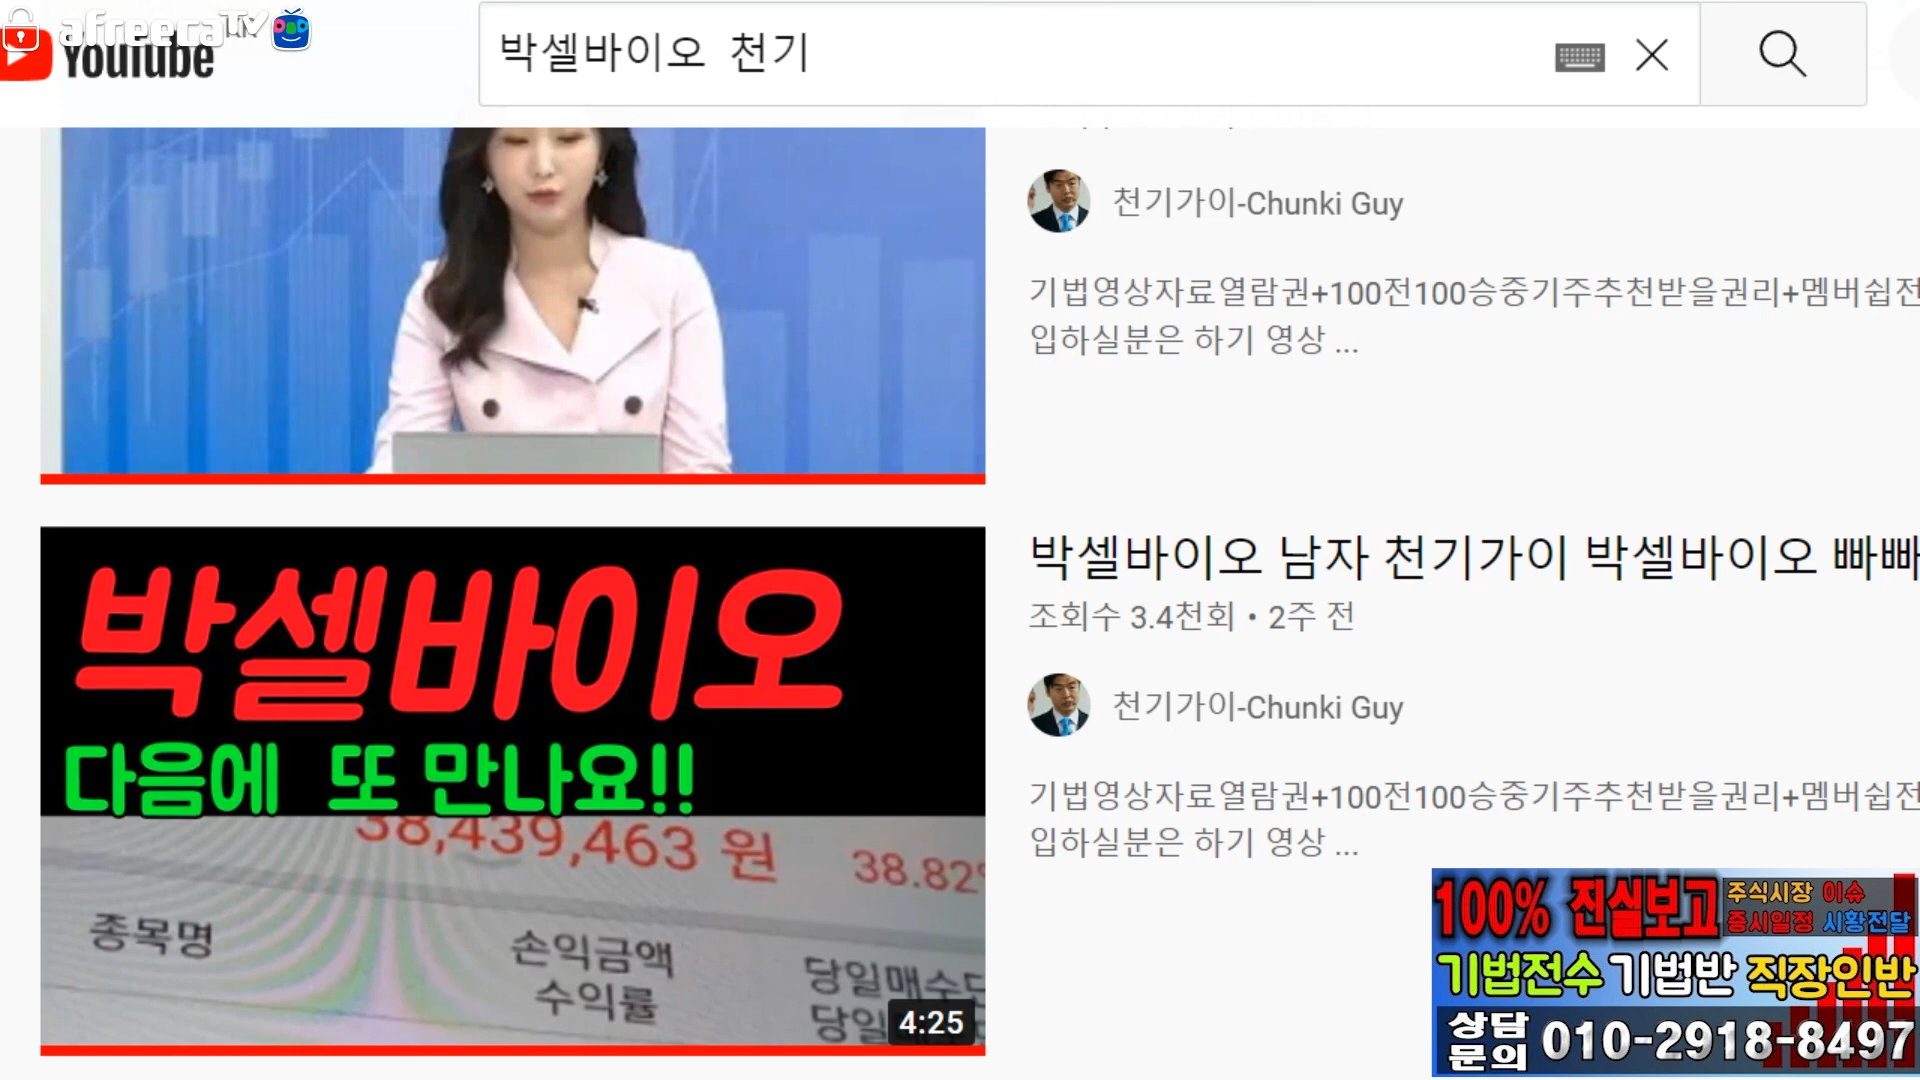 afreecaTV
YouTube
박셀바이오 천기
천기가이-Chunki Guy
기법영상자료열람권+100전100승중기주추천받을권리+멤버쉽전
입하실분은 하기 영상 ...
박셀바이오
다음에 또 만나요!!
38,439,463 원
38.82
종목명
손익금액
수익률
당일매수
당일
4:25
박셀바이오 남자 천기가이 박셀바이오 빠빠
조회수 3.4천회 • 2주 전
천기가이-Chunki Guy
기법영상자료열람권+100전100승중기주추천받을권리+멤버쉽전
입하실분은 하기 영상 ...
100% 진실보고
주식시장 이슈
증시일정 시황전달
기법전수 기법반 직장인반
상담
문의 010-2918-8497